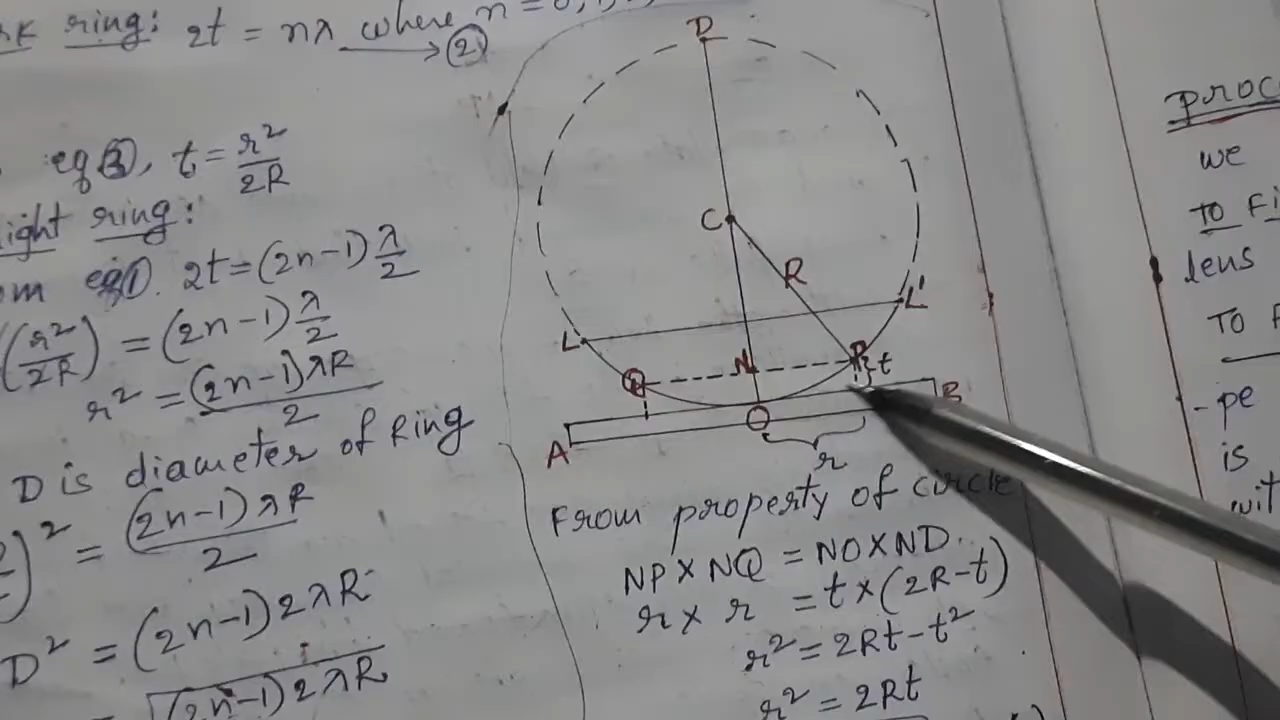 ring: 2t = nλ where n = 0,
→ ②
eq③, t = r²/2R
ring:
eq①. 2t = (2n-1) λ/2
(r²/2R) = (2n-1) λ/2
r² = (2n-1)λR/2
D is diameter of Ring
)² = (2n-1)λR/2
D² = (2n-1)2λR
= √(2n-1)2λR
D
C
R
L
L'
N
Q
P
t
A
O
B
r
From property of circle
NP × NQ = NO × ND.
r × r = t × (2R-t)
r² = 2Rt - t²
r² = 2Rt
we
TO
lens
TO
- pe
is